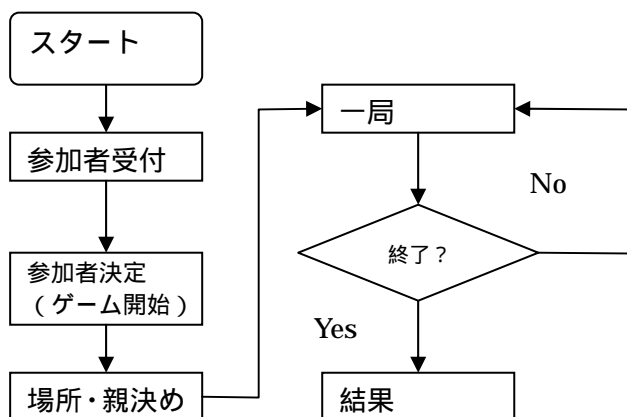 スタート
参加者受付
参加者決定
（ゲーム開始）
場所・親決め
一局
No
終了？
Yes
結果